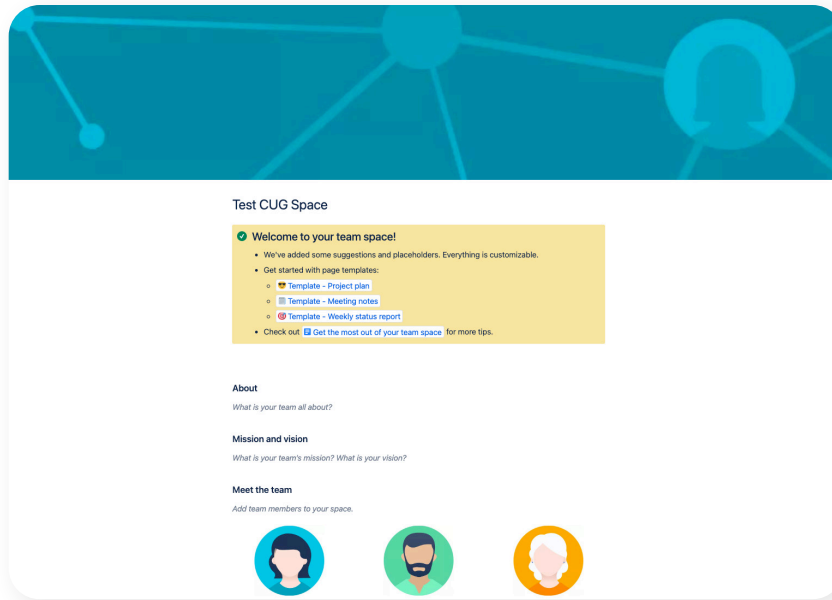 Test CUG Space
Welcome to your team space!
We've added some suggestions and placeholders. Everything is customizable.
Get started with page templates:
Template - Project plan
Template - Meeting notes
Template - Weekly status report
Check out Get the most out of your team space for more tips.
About
What is your team all about?
Mission and vision
What is your team's mission? What is your vision?
Meet the team
Add team members to your space.